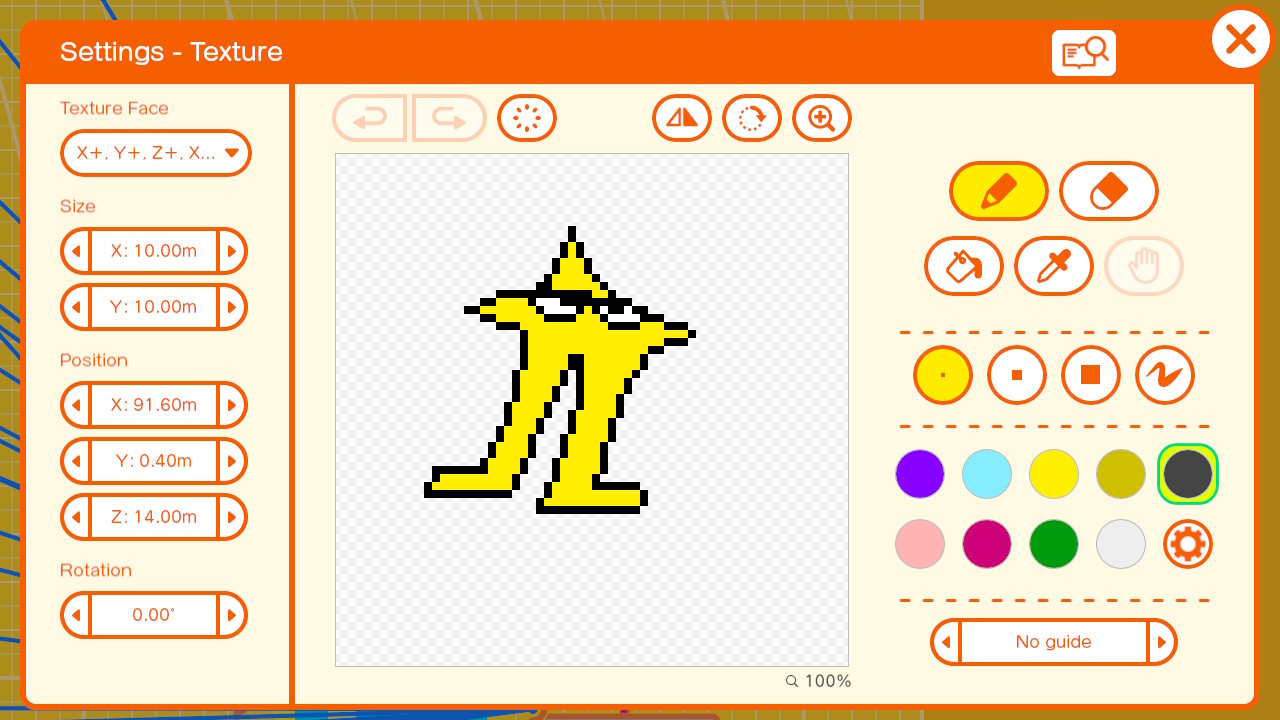 Settings - Texture
Texture Face
X+, Y+, Z+, X...
Size
X: 10.00m
Y: 10.00m
Position
X: 91.60m
Y: 0.40m
Z: 14.00m
Rotation
0.00°
No guide
100%